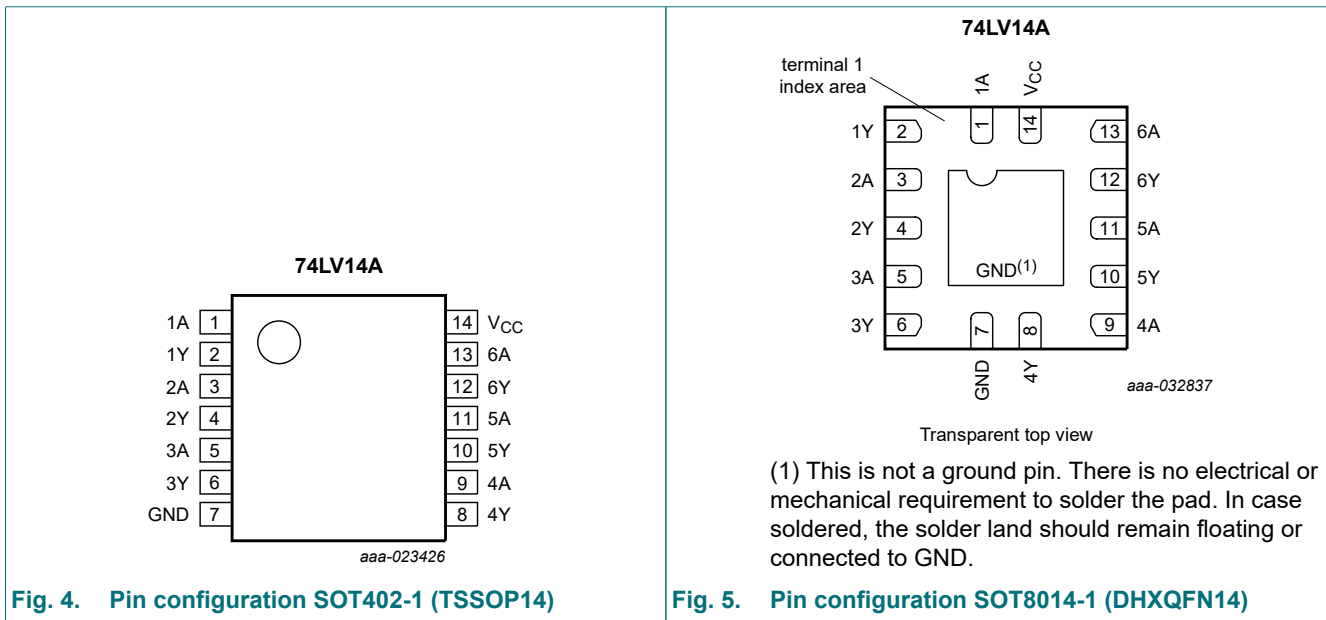 74LV14A
1A 1
1Y 2
2A 3
2Y 4
3A 5
3Y 6
GND 7
14 VCC
13 6A
12 6Y
11 5A
10 5Y
9 4A
8 4Y
aaa-023426
Fig. 4. Pin configuration SOT402-1 (TSSOP14)
74LV14A
terminal 1
index area
1A
VCC
1
14
1Y 2
2A 3
2Y 4
3A 5
3Y 6
13 6A
12 6Y
11 5A
10 5Y
9 4A
GND(1)
7
8
GND
4Y
aaa-032837
Transparent top view
(1) This is not a ground pin. There is no electrical or
mechanical requirement to solder the pad. In case
soldered, the solder land should remain floating or
connected to GND.
Fig. 5. Pin configuration SOT8014-1 (DHXQFN14)